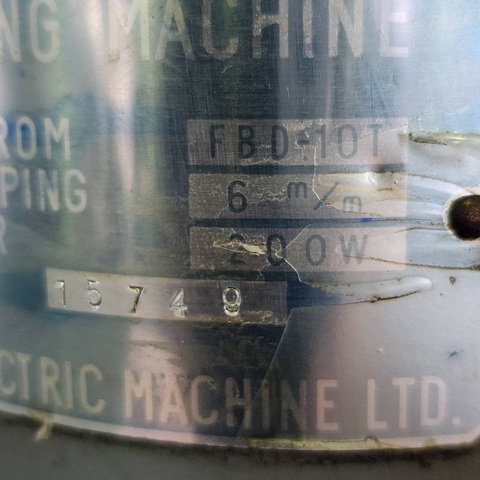 NG MACHINE
ROM FBD-10T
PING 6 m/m
R 200W
15749
CTRIC MACHINE LTD.